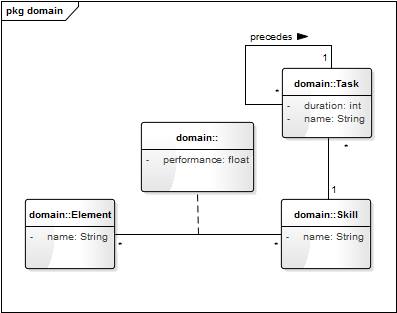 pkg domain
precedes
1
*
domain::Task
- duration: int
- name: String
*
1
domain::
- performance: float
domain::Element
- name: String
*
*
domain::Skill
- name: String